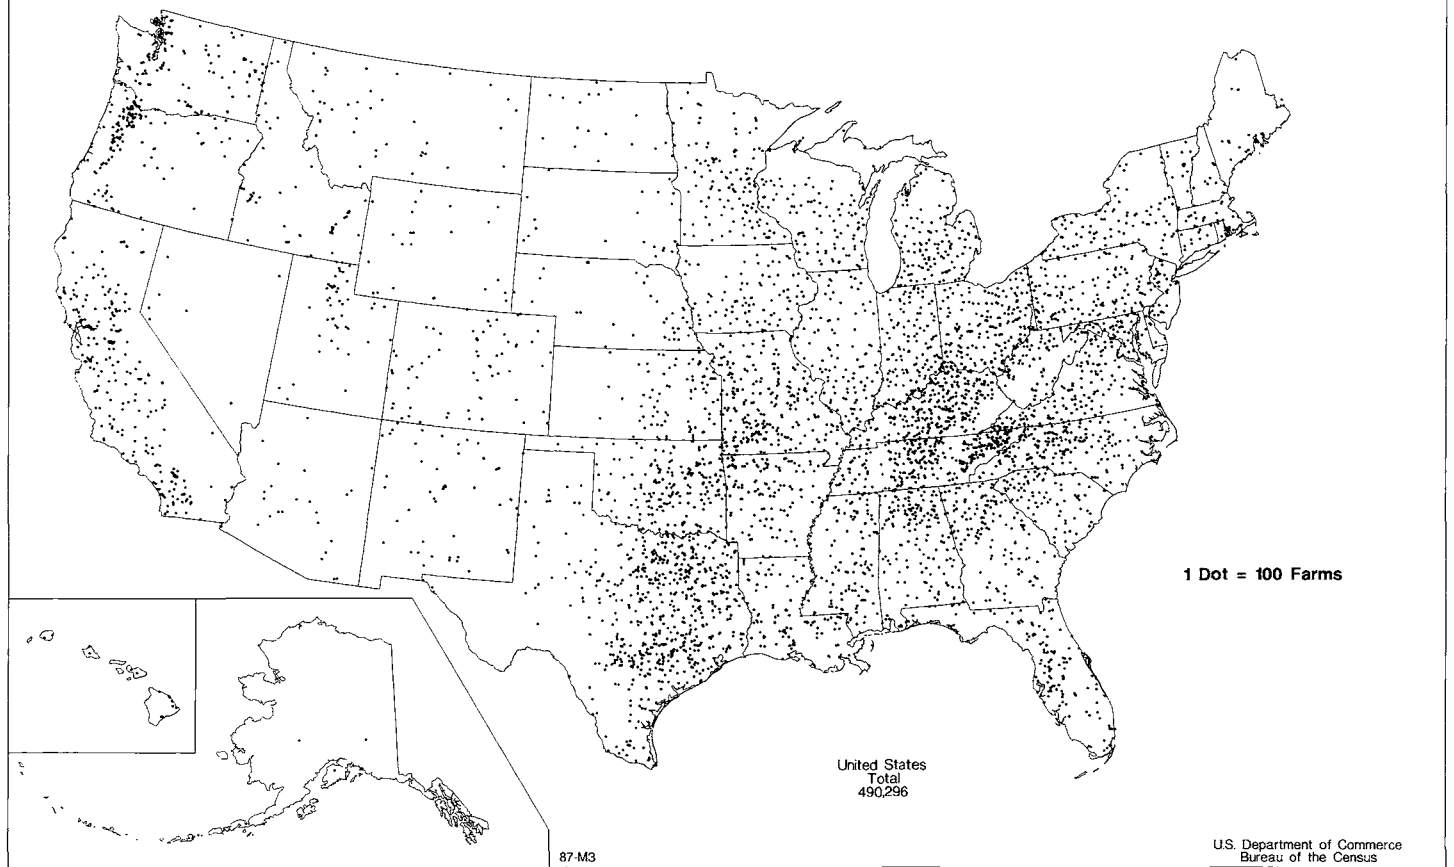 1 Dot = 100 Farms
United States
Total
490,296
87-M3
U.S. Department of Commerce
Bureau of the Census